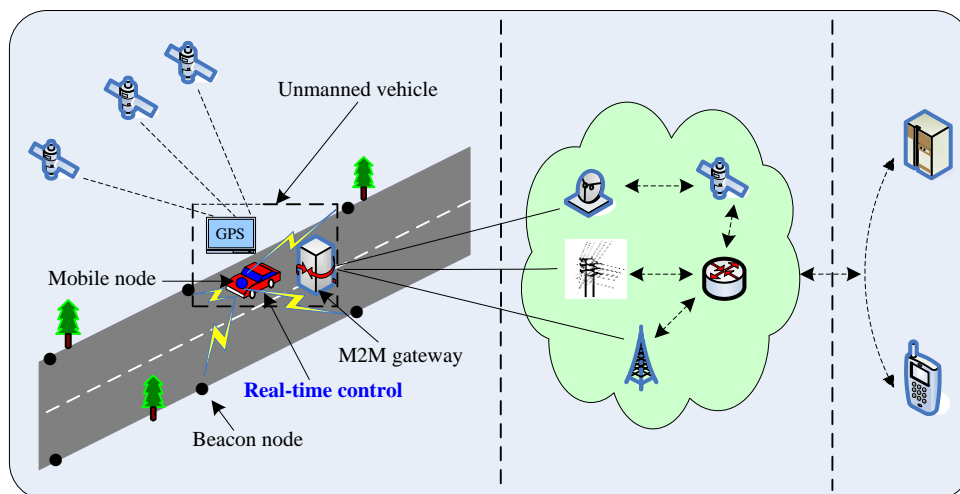 Unmanned vehicle
GPS
Mobile node
M2M gateway
Real-time control
Beacon node